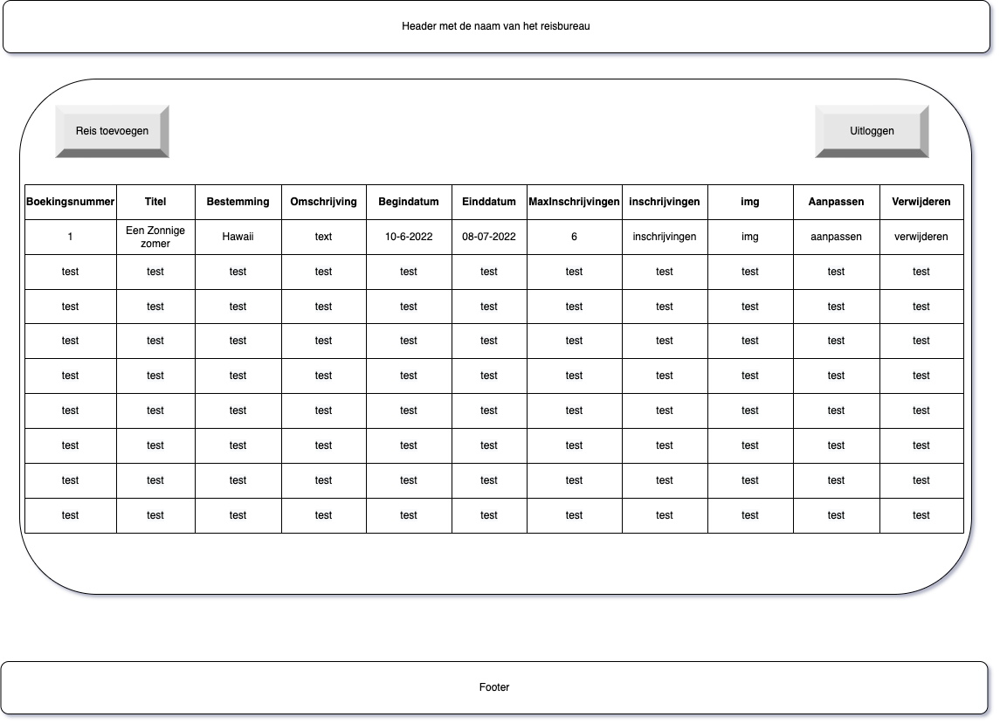 Header met de naam van het reisbureau
Reis toevoegen Uitloggen
Boekingsnummer Titel Bestemming Omschrijving Begindatum Einddatum MaxInschrijvingen inschrijvingen img Aanpassen Verwijderen
1 Een Zonnige zomer Hawaii text 10-6-2022 08-07-2022 6 inschrijvingen img aanpassen verwijderen
test test test test test test test test test test test
test test test test test test test test test test test
test test test test test test test test test test test
test test test test test test test test test test test
test test test test test test test test test test test
test test test test test test test test test test test
test test test test test test test test test test test
test test test test test test test test test test test
Footer